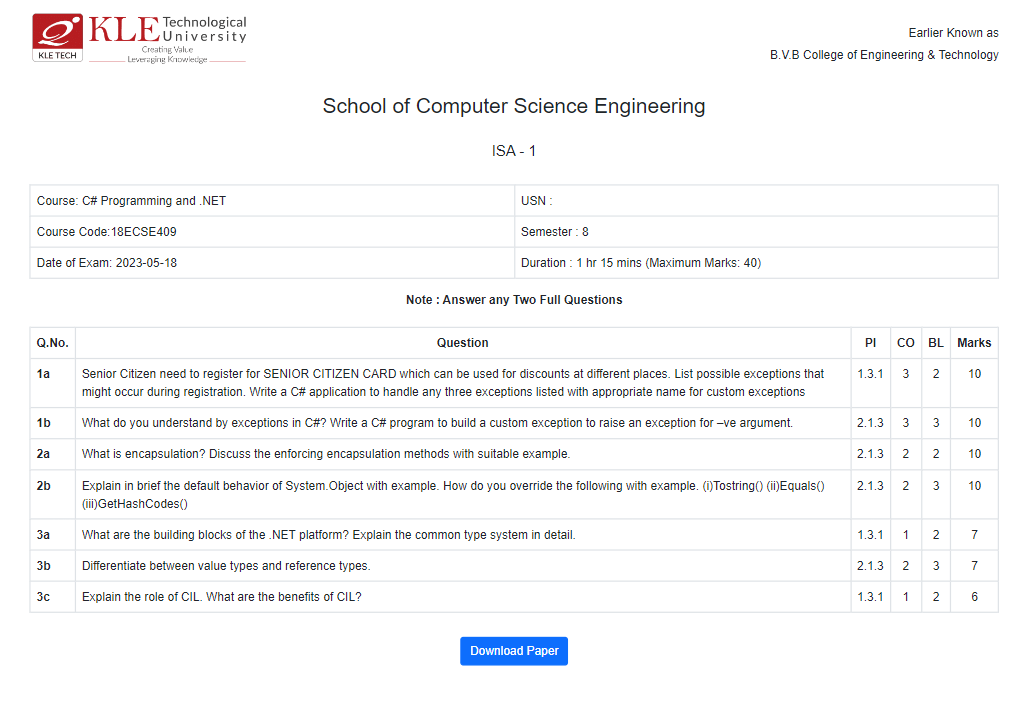 KLE TECH
KLE Technological
University
Creating Value
Leveraging Knowledge
Earlier Known as
B.V.B College of Engineering & Technology
School of Computer Science Engineering
ISA - 1
Course: C# Programming and .NET
USN :
Course Code:18ECSE409
Semester : 8
Date of Exam: 2023-05-18
Duration : 1 hr 15 mins (Maximum Marks: 40)
Note : Answer any Two Full Questions
Q.No. Question PI CO BL Marks
1a Senior Citizen need to register for SENIOR CITIZEN CARD which can be used for discounts at different places. List possible exceptions that 1.3.1 3 2 10
might occur during registration. Write a C# application to handle any three exceptions listed with appropriate name for custom exceptions
1b What do you understand by exceptions in C#? Write a C# program to build a custom exception to raise an exception for –ve argument. 2.1.3 3 3 10
2a What is encapsulation? Discuss the enforcing encapsulation methods with suitable example. 2.1.3 2 2 10
2b Explain in brief the default behavior of System.Object with example. How do you override the following with example. (i)Tostring() (ii)Equals() 2.1.3 2 3 10
(iii)GetHashCodes()
3a What are the building blocks of the .NET platform? Explain the common type system in detail. 1.3.1 1 2 7
3b Differentiate between value types and reference types. 2.1.3 2 3 7
3c Explain the role of CIL. What are the benefits of CIL? 1.3.1 1 2 6
Download Paper